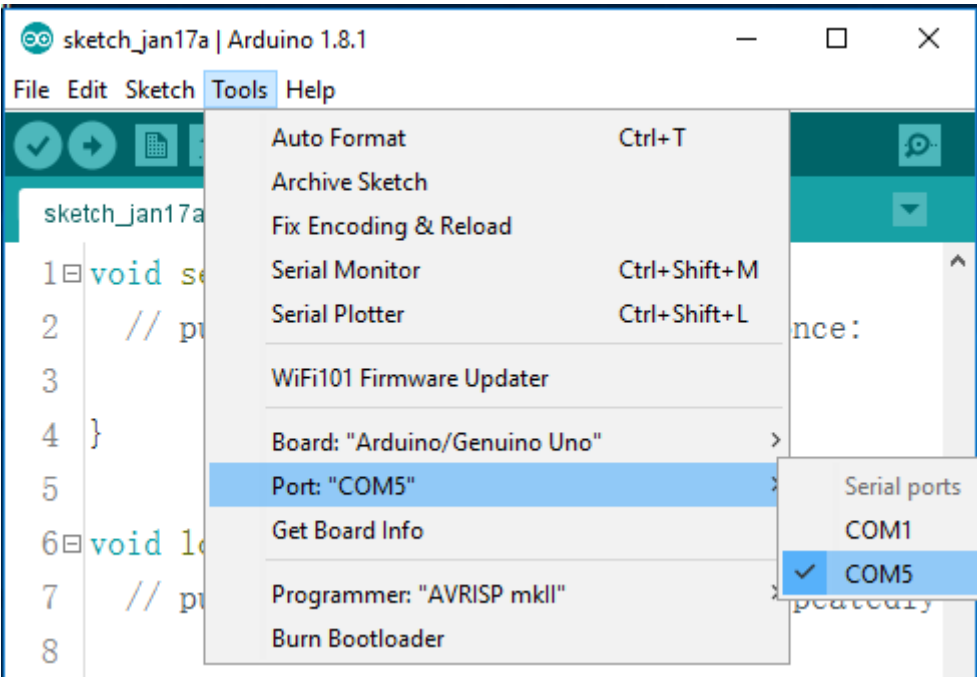 sketch_jan17a | Arduino 1.8.1
File Edit Sketch Tools Help
Auto Format Ctrl+T
Archive Sketch
Fix Encoding & Reload
Serial Monitor Ctrl+Shift+M
Serial Plotter Ctrl+Shift+L
WiFi101 Firmware Updater
Board: "Arduino/Genuino Uno"
Port: "COM5"
Get Board Info
Programmer: "AVRISP mkII"
Burn Bootloader
Serial ports
COM1
COM5
sketch_jan17a
1 void se
2 // pu nce:
3
4 }
5
6 void lo
7 // pu
8